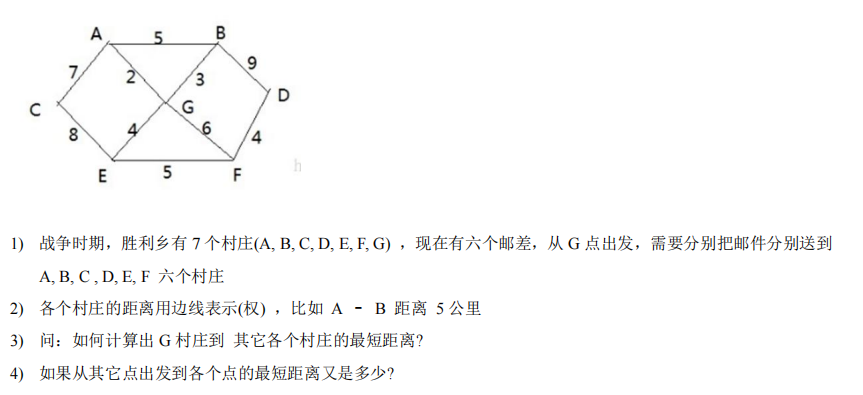 A 5 B
7 2 3 9
C G D
8 4 6 4
h
E 5 F
1) 战争时期，胜利乡有 7 个村庄(A, B, C, D, E, F, G) ，现在有六个邮差，从 G 点出发，需要分别把邮件分别送到
A, B, C , D, E, F 六个村庄
2) 各个村庄的距离用边线表示(权) ，比如 A – B 距离 5 公里
3) 问：如何计算出 G 村庄到 其它各个村庄的最短距离?
4) 如果从其它点出发到各个点的最短距离又是多少?